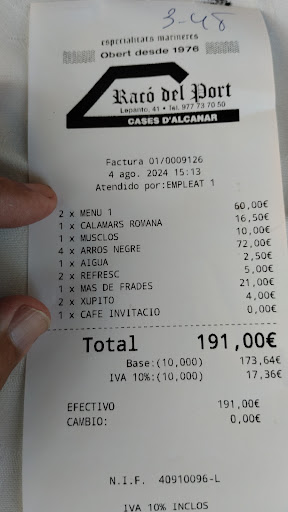 3-48
especialitats marineres
Obert desde 1976
Racó del Port
Lepanto, 41 • Tel. 977 73 70 50
CASES D'ALCANAR
Factura 01/0009126
4 ago. 2024 15:13
Atendido por:EMPLEAT 1
2 x MENU 1 60,00€
1 x CALAMARS ROMANA 16,50€
1 x MUSCLOS 10,00€
4 x ARROS NEGRE 72,00€
1 x AIGUA 2,50€
2 x REFRESC 5,00€
1 x MAS DE FRADES 21,00€
2 x XUPITO 4,00€
1 x CAFE INVITACIO 0,00€
Total 191,00€
Base:(10,000) 173,64€
IVA 10%:(10,000) 17,36€
EFECTIVO 191,00€
CAMBIO: 0,00€
N.I.F. 40910096-L
IVA 10% INCLOS